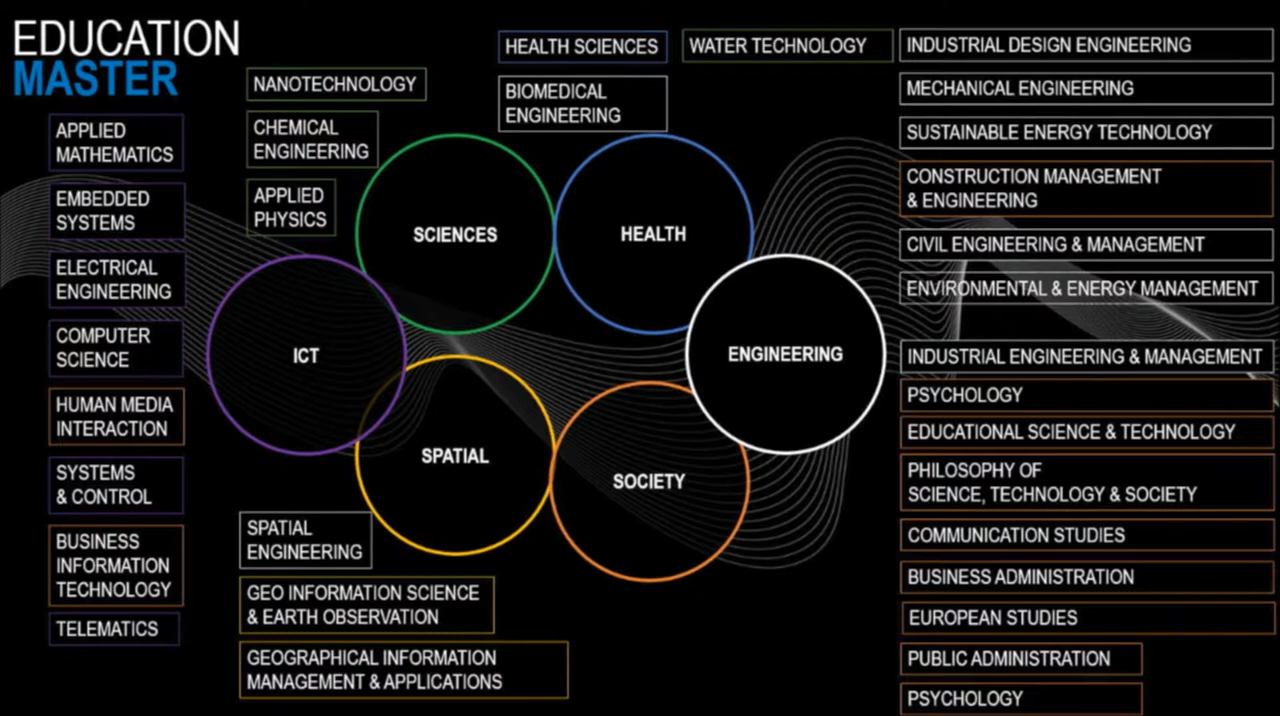 EDUCATION
MASTER
APPLIED
MATHEMATICS
EMBEDDED
SYSTEMS
ELECTRICAL
ENGINEERING
COMPUTER
SCIENCE
HUMAN MEDIA
INTERACTION
SYSTEMS
& CONTROL
BUSINESS
INFORMATION
TECHNOLOGY
TELEMATICS
NANOTECHNOLOGY
CHEMICAL
ENGINEERING
APPLIED
PHYSICS
HEALTH SCIENCES
BIOMEDICAL
ENGINEERING
WATER TECHNOLOGY
SCIENCES
HEALTH
ICT
ENGINEERING
SPATIAL
SOCIETY
SPATIAL
ENGINEERING
GEO INFORMATION SCIENCE
& EARTH OBSERVATION
GEOGRAPHICAL INFORMATION
MANAGEMENT & APPLICATIONS
INDUSTRIAL DESIGN ENGINEERING
MECHANICAL ENGINEERING
SUSTAINABLE ENERGY TECHNOLOGY
CONSTRUCTION MANAGEMENT
& ENGINEERING
CIVIL ENGINEERING & MANAGEMENT
ENVIRONMENTAL & ENERGY MANAGEMENT
INDUSTRIAL ENGINEERING & MANAGEMENT
PSYCHOLOGY
EDUCATIONAL SCIENCE & TECHNOLOGY
PHILOSOPHY OF
SCIENCE, TECHNOLOGY & SOCIETY
COMMUNICATION STUDIES
BUSINESS ADMINISTRATION
EUROPEAN STUDIES
PUBLIC ADMINISTRATION
PSYCHOLOGY